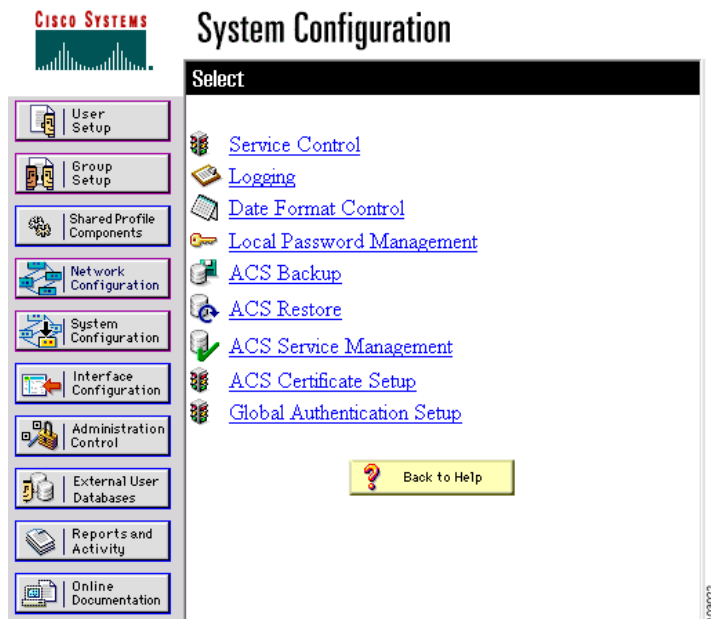 CISCO SYSTEMS
System Configuration
Select
User
Setup
Group
Setup
Shared Profile
Components
Network
Configuration
System
Configuration
Interface
Configuration
Administration
Control
External User
Databases
Reports and
Activity
Online
Documentation
Service Control
Logging
Date Format Control
Local Password Management
ACS Backup
ACS Restore
ACS Service Management
ACS Certificate Setup
Global Authentication Setup
? Back to Help